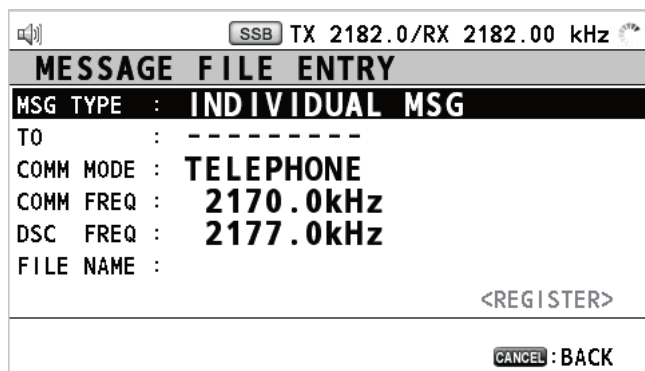 SSB TX 2182.0/RX 2182.00 kHz
MESSAGE FILE ENTRY
MSG TYPE : INDIVIDUAL MSG
TO : ---------
COMM MODE : TELEPHONE
COMM FREQ : 2170.0kHz
DSC FREQ : 2177.0kHz
FILE NAME :
<REGISTER>
CANCEL : BACK